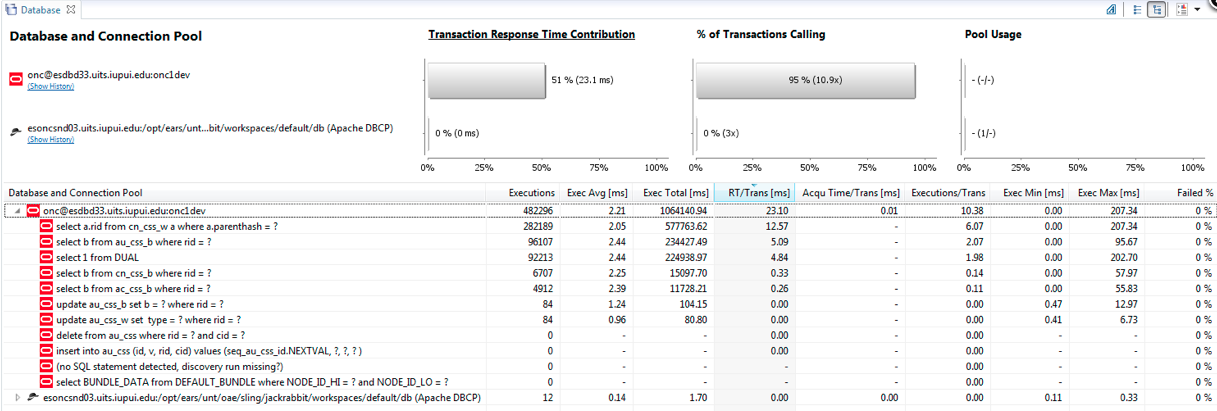 Database
Database and Connection Pool
Transaction Response Time Contribution
% of Transactions Calling
Pool Usage
onc@esdbd33.uits.iupui.edu:onc1dev
(Show History)
51 % (23.1 ms)
95 % (10.9x)
- (-/-)
esoncsnd03.uits.iupui.edu:/opt/ears/unt...bit/workspaces/default/db (Apache DBCP)
(Show History)
0 % (0 ms)
0 % (3x)
- (1/-)
0% 25% 50% 75% 100% 0% 25% 50% 75% 100% 0% 25% 50% 75% 100%
Database and Connection Pool Executions Exec Avg [ms] Exec Total [ms] RT/Trans [ms] Acqu Time/Trans [ms] Executions/Trans Exec Min [ms] Exec Max [ms] Failed %
onc@esdbd33.uits.iupui.edu:onc1dev 482296 2.21 1064140.94 23.10 0.01 10.38 0.00 207.34 0 %
select a.rid from cn_css_w a where a.parenthash = ? 282189 2.05 577763.62 12.57 - 6.07 0.00 207.34 0 %
select b from au_css_b where rid = ? 96107 2.44 234427.49 5.09 - 2.07 0.00 95.67 0 %
select 1 from DUAL 92213 2.44 224938.97 4.84 - 1.98 0.00 202.70 0 %
select b from cn_css_b where rid = ? 6707 2.25 15097.70 0.33 - 0.14 0.00 57.97 0 %
select b from ac_css_b where rid = ? 4912 2.39 11728.21 0.26 - 0.11 0.00 55.83 0 %
update au_css_b set b = ? where rid = ? 84 1.24 104.15 0.00 - 0.00 0.47 12.97 0 %
update au_css_w set type = ? where rid = ? 84 0.96 80.80 0.00 - 0.00 0.41 6.73 0 %
delete from au_css where rid = ? and cid = ? 0 - - 0.00 - 0.00 - - 0 %
insert into au_css (id, v, rid, cid) values (seq_au_css_id.NEXTVAL, ?, ?, ? ) 0 - - 0.00 - 0.00 - - 0 %
(no SQL statement detected, discovery run missing?) 0 - - - - 0.00 - - 0 %
select BUNDLE_DATA from DEFAULT_BUNDLE where NODE_ID_HI = ? and NODE_ID_LO = ? 0 - - - - 0.00 - - 0 %
esoncsnd03.uits.iupui.edu:/opt/ears/unt/oae/sling/jackrabbit/workspaces/default/db (Apache DBCP) 12 0.14 1.70 0.00 0.00 0.00 0.11 0.33 0 %